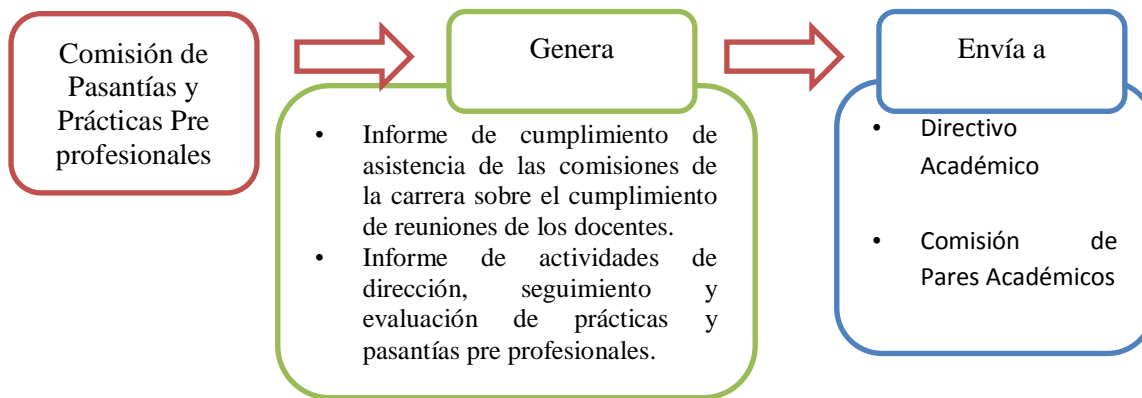 Comisión de
Pasantías y
Prácticas Pre
profesionales
Genera
• Informe de cumplimiento de
asistencia de las comisiones de
la carrera sobre el cumplimiento
de reuniones de los docentes.
• Informe de actividades de
dirección, seguimiento y
evaluación de prácticas y
pasantías pre profesionales.
Envía a
• Directivo
Académico
• Comisión de
Pares Académicos